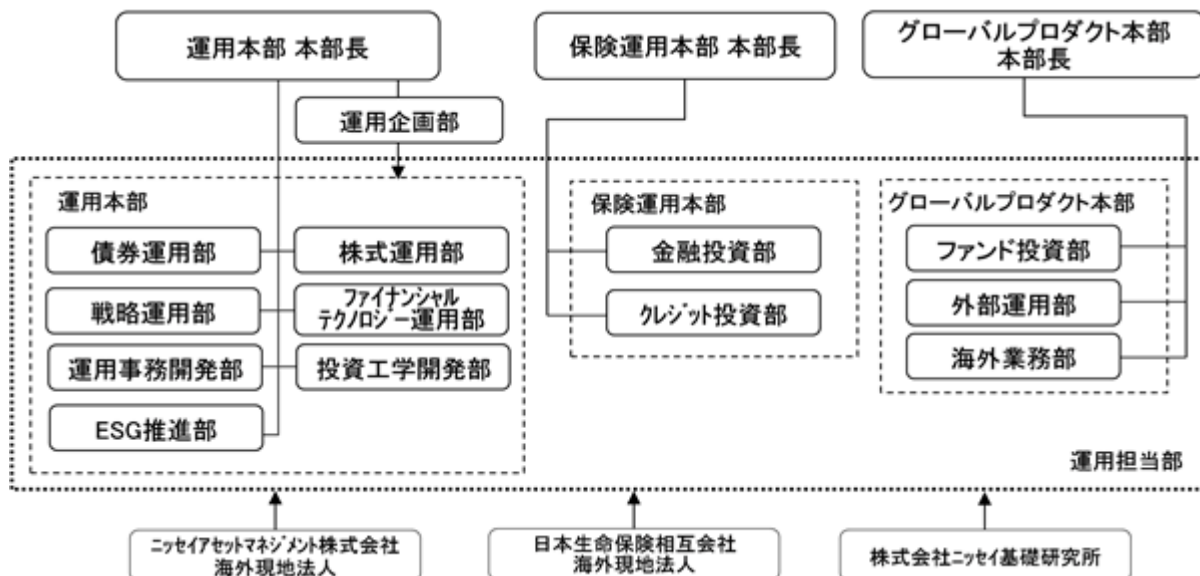 運用本部 本部長
保険運用本部 本部長
グローバルプロダクト本部
本部長
運用企画部
運用本部
債券運用部
株式運用部
戦略運用部
ファイナンシャル
テクノロジー運用部
運用事務開発部
投資工学開発部
ESG推進部
保険運用本部
金融投資部
クレジット投資部
グローバルプロダクト本部
ファンド投資部
外部運用部
海外業務部
運用担当部
ニッセイアセットマネジメント株式会社
海外現地法人
日本生命保険相互会社
海外現地法人
株式会社ニッセイ基礎研究所